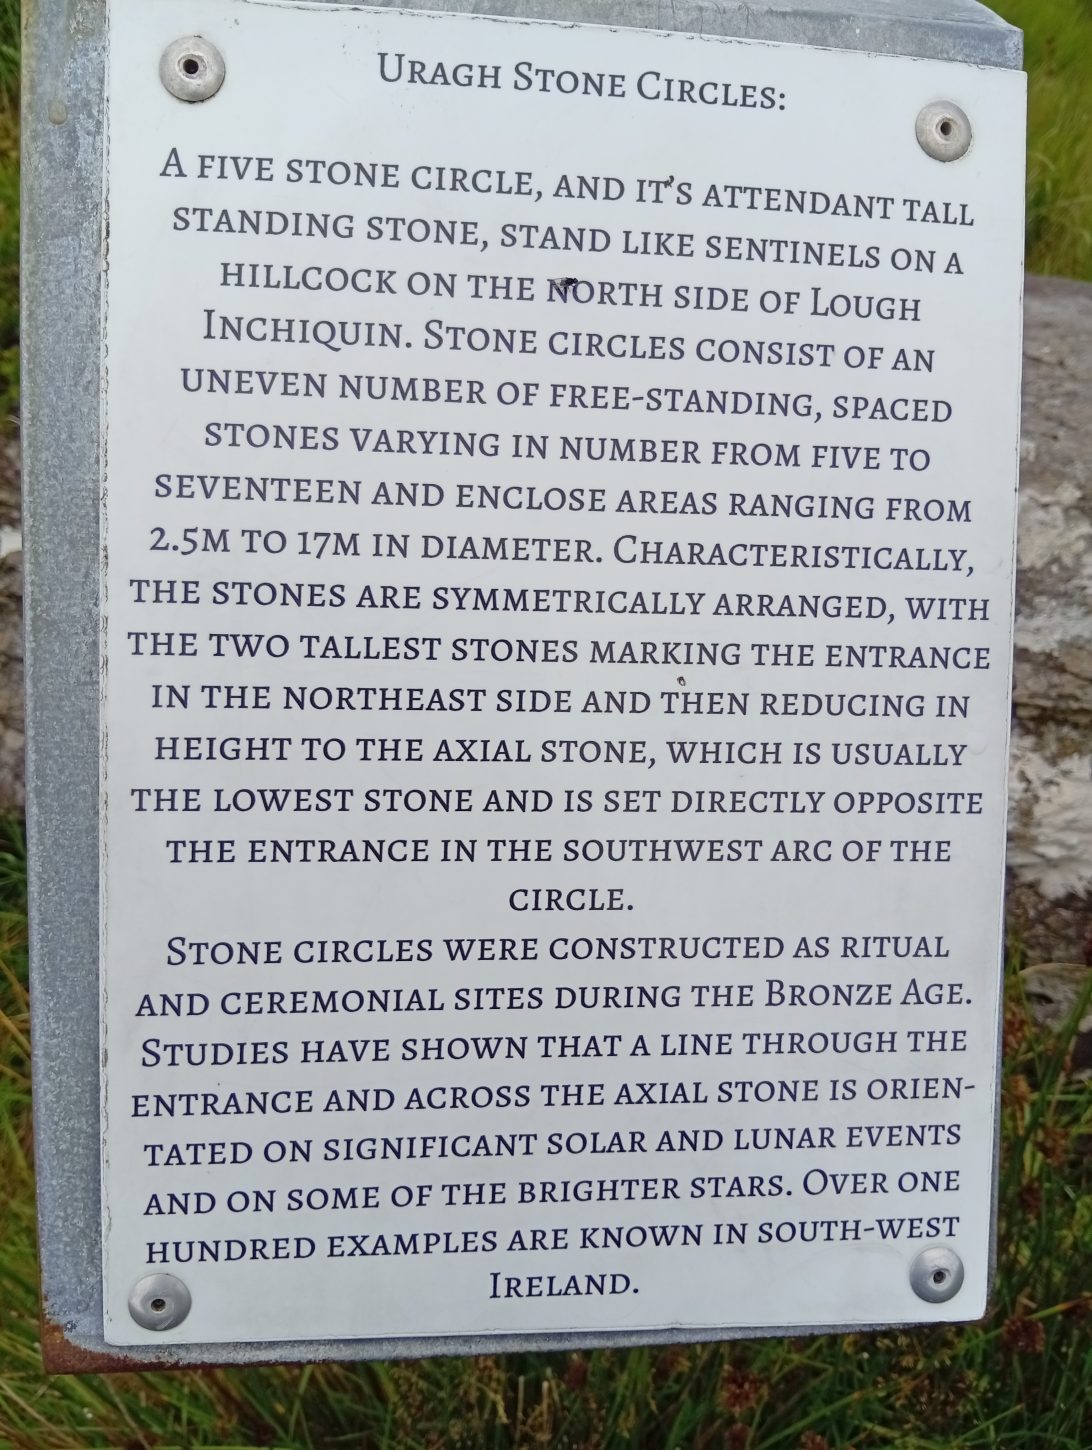 Uragh Stone Circles:
A five stone circle, and it's attendant tall
standing stone, stand like sentinels on a
hillcock on the north side of Lough
Inchiquin. Stone circles consist of an
uneven number of free-standing, spaced
stones varying in number from five to
seventeen and enclose areas ranging from
2.5m to 17m in diameter. Characteristically,
the stones are symmetrically arranged, with
the two tallest stones marking the entrance
in the northeast side and then reducing in
height to the axial stone, which is usually
the lowest stone and is set directly opposite
the entrance in the southwest arc of the
circle.
Stone circles were constructed as ritual
and ceremonial sites during the Bronze Age.
Studies have shown that a line through the
entrance and across the axial stone is orien-
tated on significant solar and lunar events
and on some of the brighter stars. Over one
hundred examples are known in south-west
Ireland.